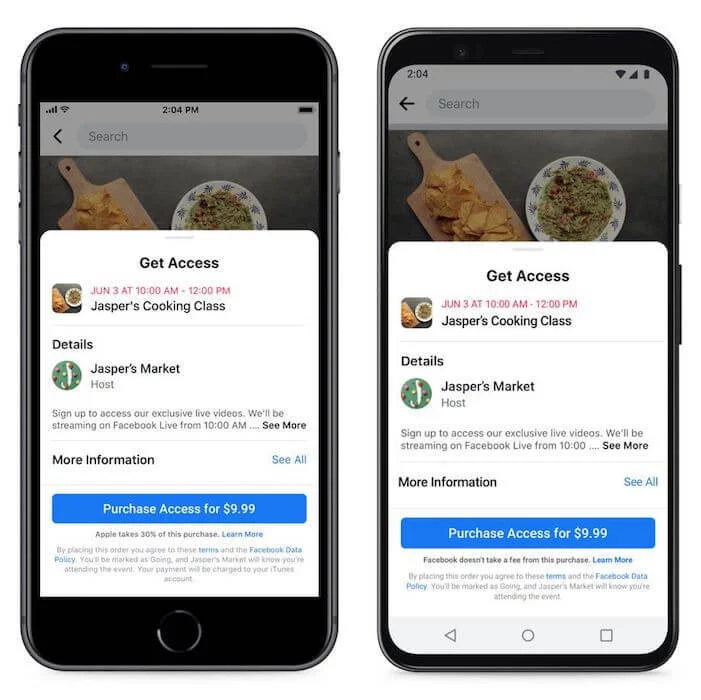 2:04 PM
Search
Get Access
JUN 3 AT 10:00 AM - 12:00 PM
Jasper's Cooking Class
Details
Jasper's Market
Host
Sign up to access our exclusive live videos. We'll be
streaming on Facebook Live from 10:00 AM .... See More
More Information See All
Purchase Access for $9.99
Apple takes 30% of this purchase. Learn More
By placing this order you agree to these terms and the Facebook Data
Policy. You'll be marked as Going, and Jasper's Market will know you're
attending the event. Your payment will be charged to your iTunes
account.
2:04
Search
Get Access
JUN 3 AT 10:00 AM - 12:00 PM
Jasper's Cooking Class
Details
Jasper's Market
Host
Sign up to access our exclusive live videos. We'll be
streaming on Facebook Live from 10:00 .... See More
More Information See All
Purchase Access for $9.99
Facebook doesn't take a fee from this purchase. Learn More
By placing this order you agree to these terms and the Facebook Data
Policy. You'll be marked as Going, and Jasper's Market will know you're
attending the event.